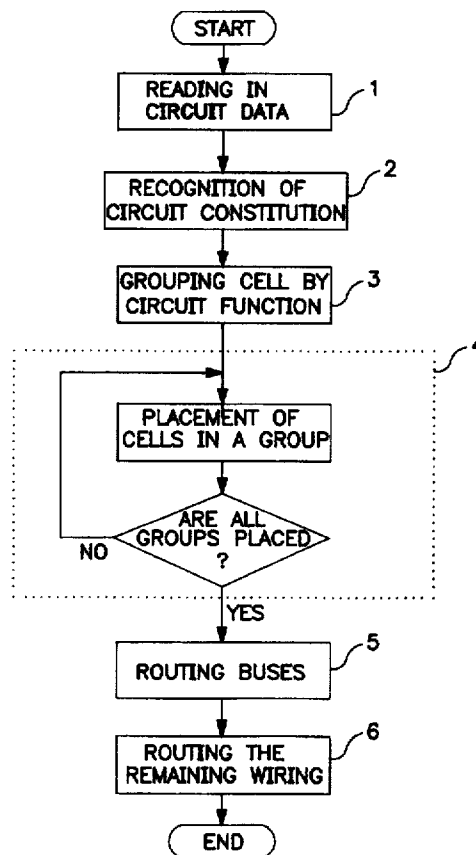 START
READING IN
CIRCUIT DATA
1
RECOGNITION OF
CIRCUIT CONSTITUTION
2
GROUPING CELL BY
CIRCUIT FUNCTION
3
4
PLACEMENT OF
CELLS IN A GROUP
ARE ALL
GROUPS PLACED
?
NO
YES
ROUTING BUSES
5
ROUTING THE
REMAINING WIRING
6
END